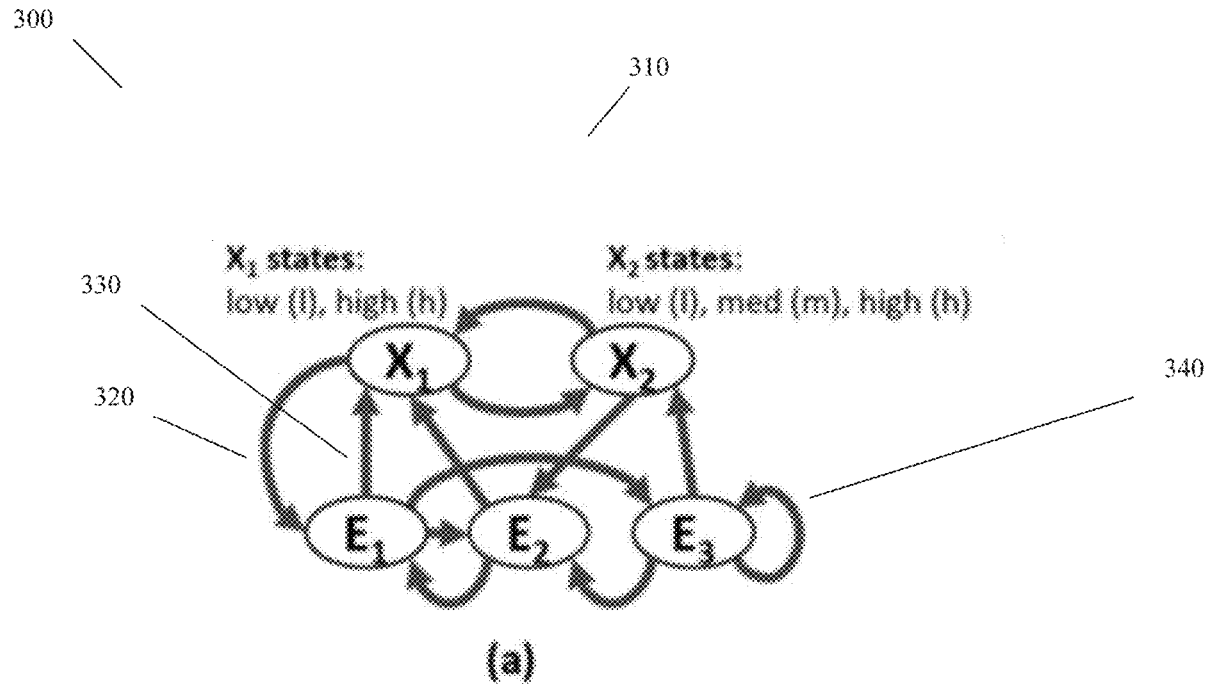 300
310
X₁ states:
low (l), high (h)
X₂ states:
low (l), med (m), high (h)
330
320
340
X₁
X₂
E₁
E₂
E₃
(a)